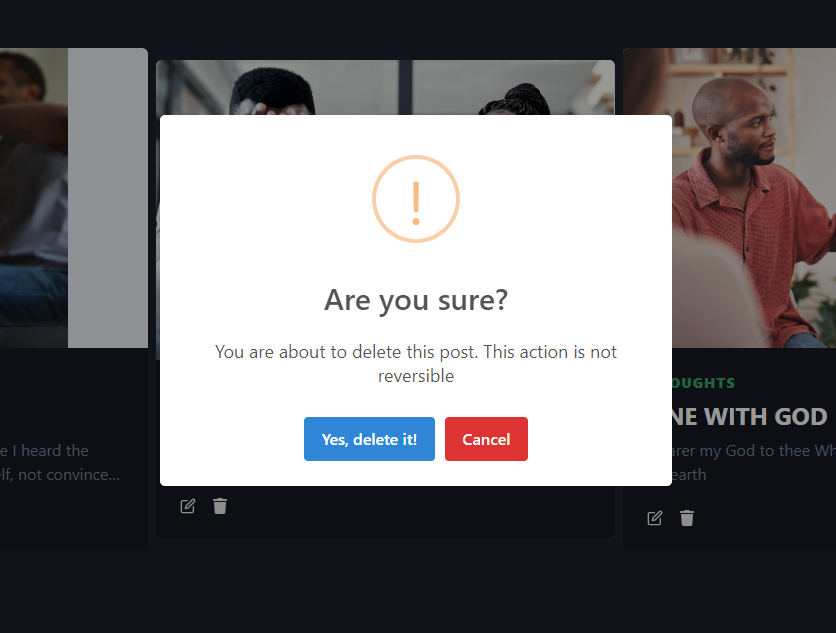 !
Are you sure?
You are about to delete this post. This action is not
reversible
Yes, delete it!
Cancel
e I heard the
lf, not convince...
OUGHTS
NE WITH GOD
arer my God to thee Wh
earth